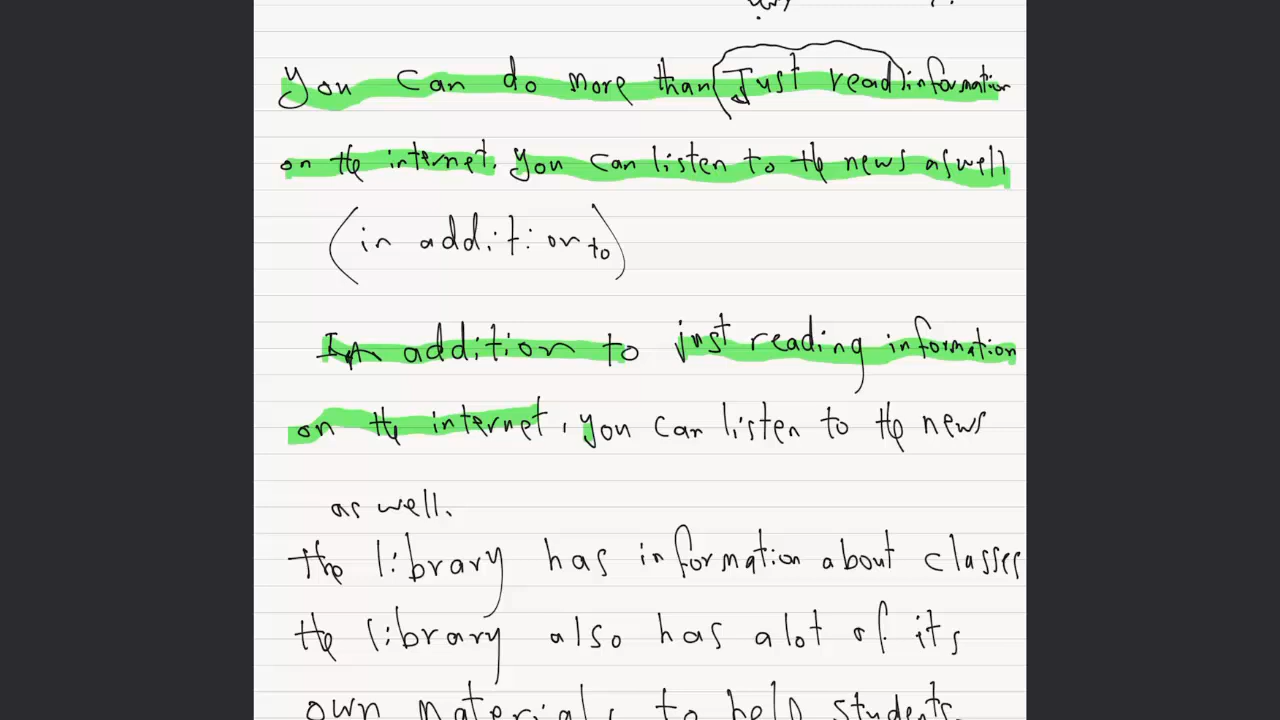 You can do more than (Just read) information
on the internet. you can listen to the news as well
(in addition to)
In addition to just reading information
on the internet, you can listen to the news
as well.
the library has information about classes
the library also has a lot of its
own materials to help students.